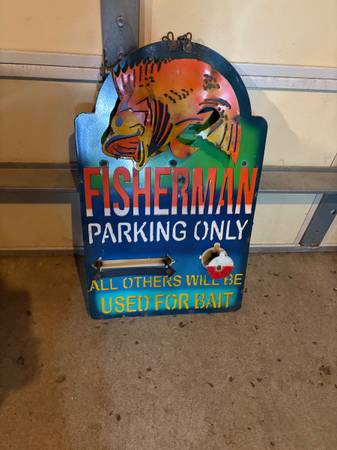 FISHERMAN
PARKING ONLY
ALL OTHERS WILL BE
USED FOR BAIT